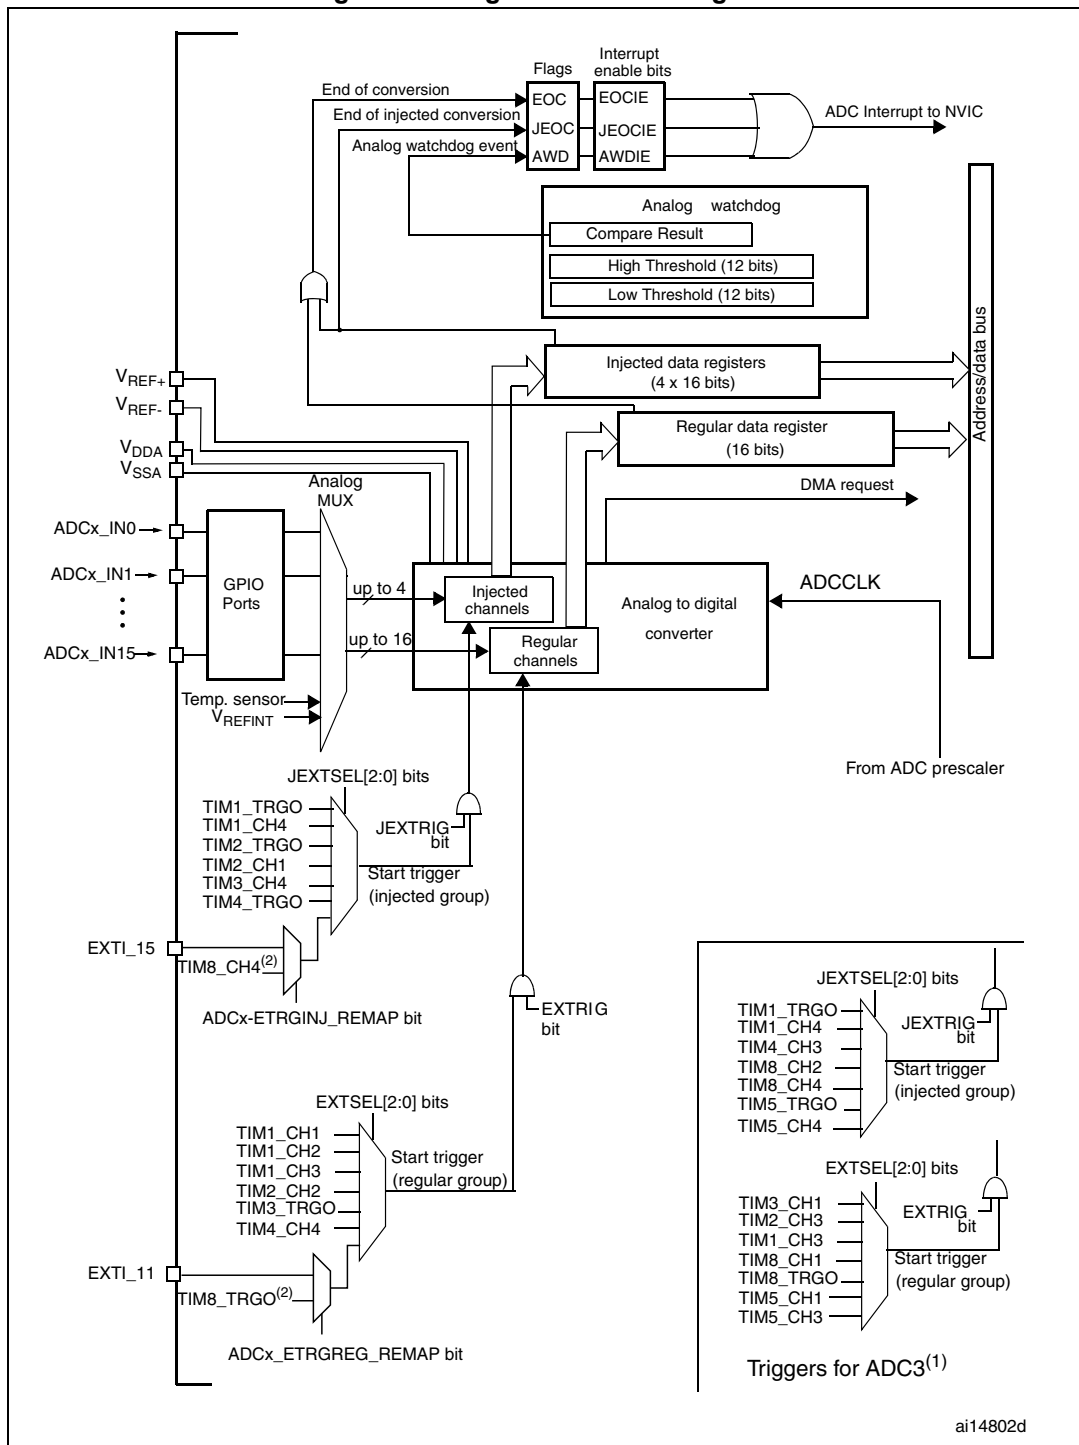 Flags
Interrupt
enable bits
End of conversion
EOC
EOCIE
End of injected conversion
JEOC
JEOCIE
ADC Interrupt to NVIC
Analog watchdog event
AWD
AWDIE
Analog watchdog
Compare Result
High Threshold (12 bits)
Low Threshold (12 bits)
Address/data bus
Injected data registers
(4 x 16 bits)
VREF+
VREF-
VDDA
VSSA
Regular data register
(16 bits)
DMA request
Analog
MUX
ADCx_IN0
ADCx_IN1
ADCx_IN15
GPIO
Ports
up to 4
up to 16
Injected
channels
Regular
channels
Analog to digital
converter
ADCCLK
Temp. sensor
VREFINT
From ADC prescaler
JEXTSEL[2:0] bits
TIM1_TRGO
TIM1_CH4
TIM2_TRGO
TIM2_CH1
TIM3_CH4
TIM4_TRGO
JEXTRIG
bit
Start trigger
(injected group)
EXTI_15
TIM8_CH4(2)
ADCx-ETRGINJ_REMAP bit
EXTRIG
bit
EXTSEL[2:0] bits
TIM1_CH1
TIM1_CH2
TIM1_CH3
TIM2_CH2
TIM3_TRGO
TIM4_CH4
Start trigger
(regular group)
EXTI_11
TIM8_TRGO(2)
ADCx_ETRGREG_REMAP bit
JEXTSEL[2:0] bits
TIM1_TRGO
TIM1_CH4
TIM4_CH3
TIM8_CH2
TIM8_CH4
TIM5_TRGO
TIM5_CH4
JEXTRIG
bit
Start trigger
(injected group)
EXTSEL[2:0] bits
TIM3_CH1
TIM2_CH3
TIM1_CH3
TIM8_CH1
TIM8_TRGO
TIM5_CH1
TIM5_CH3
EXTRIG
bit
Start trigger
(regular group)
Triggers for ADC3(1)
ai14802d